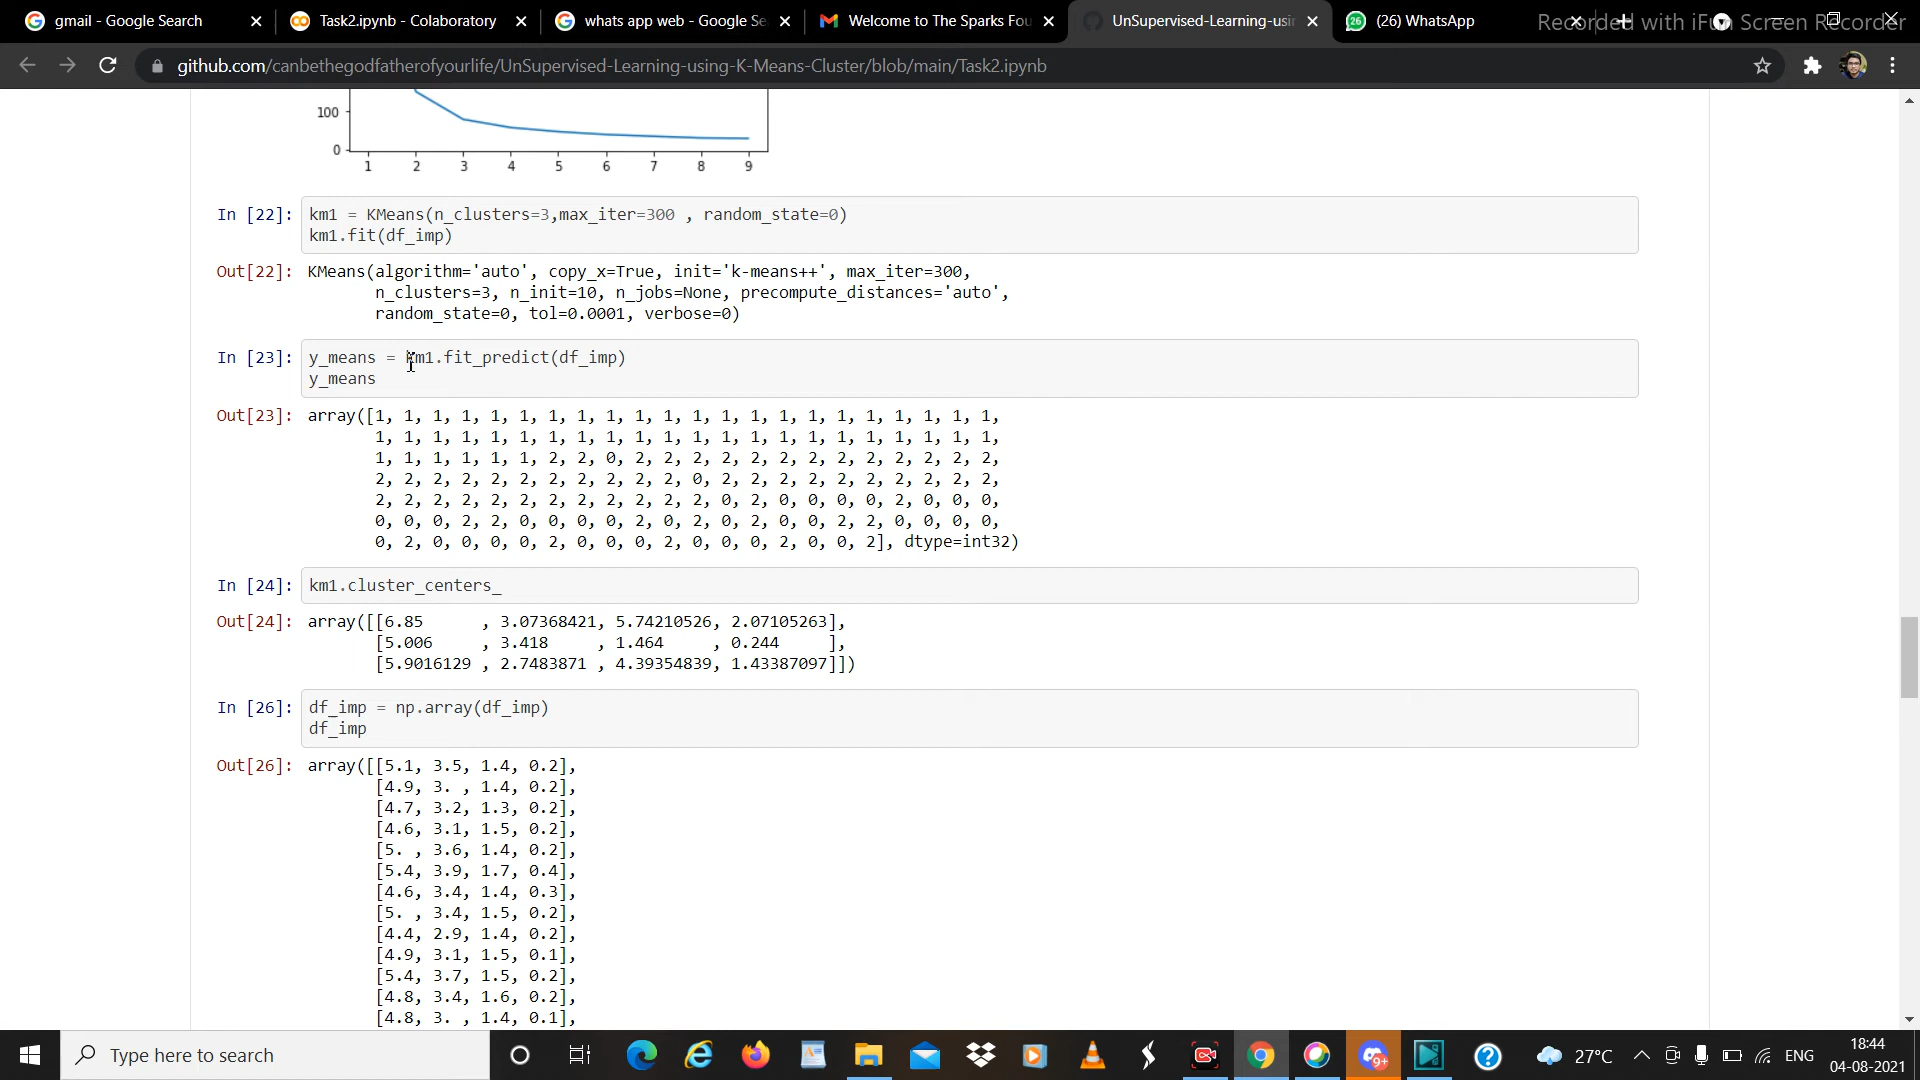 gmail - Google Search
Task2.ipynb - Colaboratory
whats app web - Google Se
Welcome to The Sparks Fou
UnSupervised-Learning-usin
(26) WhatsApp
Recorded with iFun Screen Recorder
github.com/canbethegodfatherofyourlife/UnSupervised-Learning-using-K-Means-Cluster/blob/main/Task2.ipynb
100
0
1 2 3 4 5 6 7 8 9
In [22]: km1 = KMeans(n_clusters=3,max_iter=300 , random_state=0)
km1.fit(df_imp)
Out[22]: KMeans(algorithm='auto', copy_x=True, init='k-means++', max_iter=300,
n_clusters=3, n_init=10, n_jobs=None, precompute_distances='auto',
random_state=0, tol=0.0001, verbose=0)
In [23]: y_means = km1.fit_predict(df_imp)
y_means
Out[23]: array([1, 1, 1, 1, 1, 1, 1, 1, 1, 1, 1, 1, 1, 1, 1, 1, 1, 1, 1, 1, 1, 1,
1, 1, 1, 1, 1, 1, 1, 1, 1, 1, 1, 1, 1, 1, 1, 1, 1, 1, 1, 1, 1, 1,
1, 1, 1, 1, 1, 1, 2, 2, 0, 2, 2, 2, 2, 2, 2, 2, 2, 2, 2, 2, 2, 2,
2, 2, 2, 2, 2, 2, 2, 2, 2, 2, 2, 0, 2, 2, 2, 2, 2, 2, 2, 2, 2, 2,
2, 2, 2, 2, 2, 2, 2, 2, 2, 2, 2, 2, 0, 2, 0, 0, 0, 0, 2, 0, 0, 0,
0, 0, 0, 2, 2, 0, 0, 0, 0, 2, 0, 2, 0, 2, 0, 0, 2, 2, 0, 0, 0, 0,
0, 2, 0, 0, 0, 0, 2, 0, 0, 0, 2, 0, 0, 0, 2, 0, 0, 2], dtype=int32)
In [24]: km1.cluster_centers_
Out[24]: array([[6.85 , 3.07368421, 5.74210526, 2.07105263],
[5.006 , 3.418 , 1.464 , 0.244 ],
[5.9016129 , 2.7483871 , 4.39354839, 1.43387097]])
In [26]: df_imp = np.array(df_imp)
df_imp
Out[26]: array([[5.1, 3.5, 1.4, 0.2],
[4.9, 3. , 1.4, 0.2],
[4.7, 3.2, 1.3, 0.2],
[4.6, 3.1, 1.5, 0.2],
[5. , 3.6, 1.4, 0.2],
[5.4, 3.9, 1.7, 0.4],
[4.6, 3.4, 1.4, 0.3],
[5. , 3.4, 1.5, 0.2],
[4.4, 2.9, 1.4, 0.2],
[4.9, 3.1, 1.5, 0.1],
[5.4, 3.7, 1.5, 0.2],
[4.8, 3.4, 1.6, 0.2],
[4.8, 3. , 1.4, 0.1],
Type here to search
9+
27°C
ENG
18:44
04-08-2021